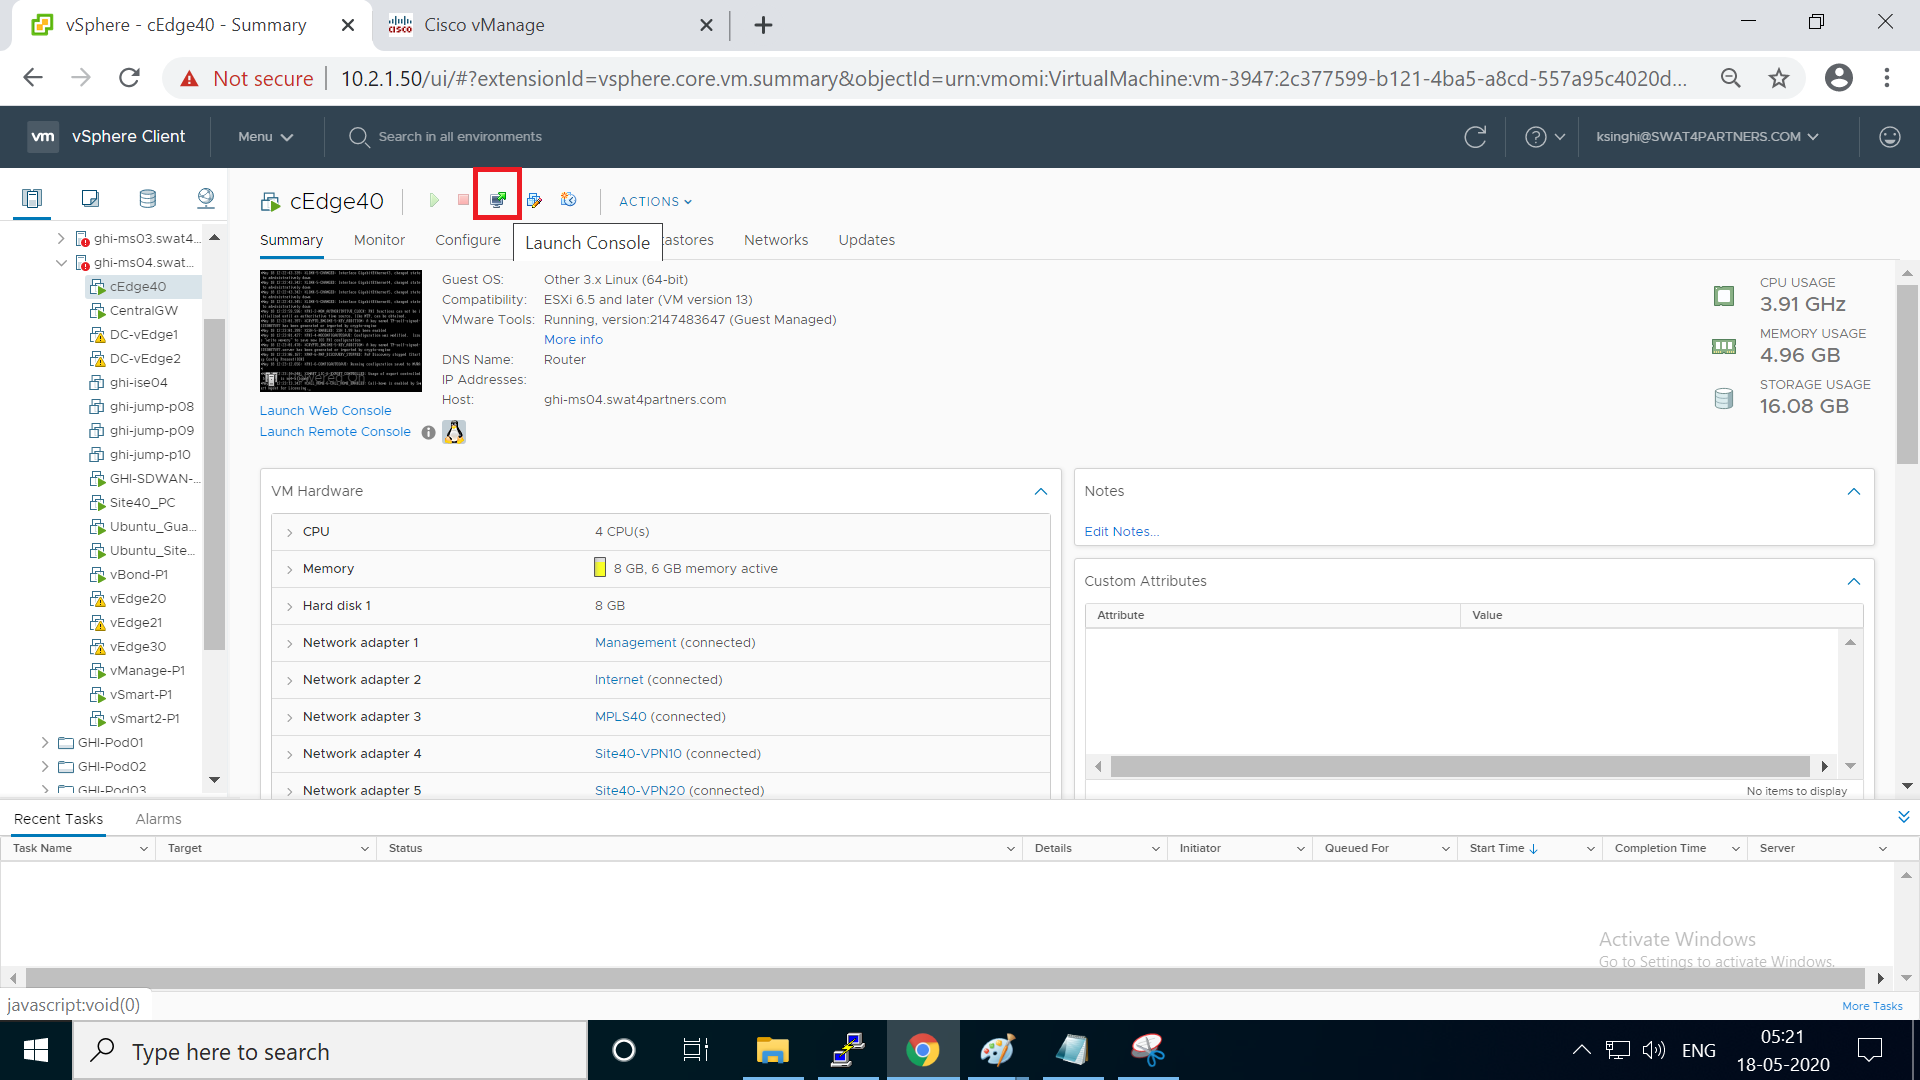 vSphere - cEdge40 - Summary
Cisco vManage
Not secure
10.2.1.50/ui/#?extensionId=vsphere.core.vm.summary&objectId=urn:vmomi:VirtualMachine:vm-3947:2c377599-b121-4ba5-a8cd-557a95c4020d...
vm vSphere Client
Menu
Search in all environments
ksinghi@SWAT4PARTNERS.COM
cEdge40
ACTIONS
Launch Console
Summary Monitor Configure astores Networks Updates
ghi-ms03.swat4...
ghi-ms04.swat...
cEdge40
CentralGW
DC-vEdge1
DC-vEdge2
ghi-ise04
ghi-jump-p08
ghi-jump-p09
ghi-jump-p10
GHI-SDWAN-...
Site40_PC
Ubuntu_Gua...
Ubuntu_Site...
vBond-P1
vEdge20
vEdge21
vEdge30
vManage-P1
vSmart-P1
vSmart2-P1
GHI-Pod01
GHI-Pod02
GHI-Pod03
Launch Web Console
Launch Remote Console
Guest OS: Other 3.x Linux (64-bit)
Compatibility: ESXi 6.5 and later (VM version 13)
VMware Tools: Running, version:2147483647 (Guest Managed)
More info
DNS Name: Router
IP Addresses:
Host: ghi-ms04.swat4partners.com
CPU USAGE
3.91 GHz
MEMORY USAGE
4.96 GB
STORAGE USAGE
16.08 GB
VM Hardware
CPU 4 CPU(s)
Memory 8 GB, 6 GB memory active
Hard disk 1 8 GB
Network adapter 1 Management (connected)
Network adapter 2 Internet (connected)
Network adapter 3 MPLS40 (connected)
Network adapter 4 Site40-VPN10 (connected)
Network adapter 5 Site40-VPN20 (connected)
Notes
Edit Notes...
Custom Attributes
Attribute Value
No items to display
Recent Tasks Alarms
Task Name Target Status Details Initiator Queued For Start Time Completion Time Server
Activate Windows
Go to Settings to activate Windows.
javascript:void(0)
More Tasks
Type here to search
ENG
05:21
18-05-2020